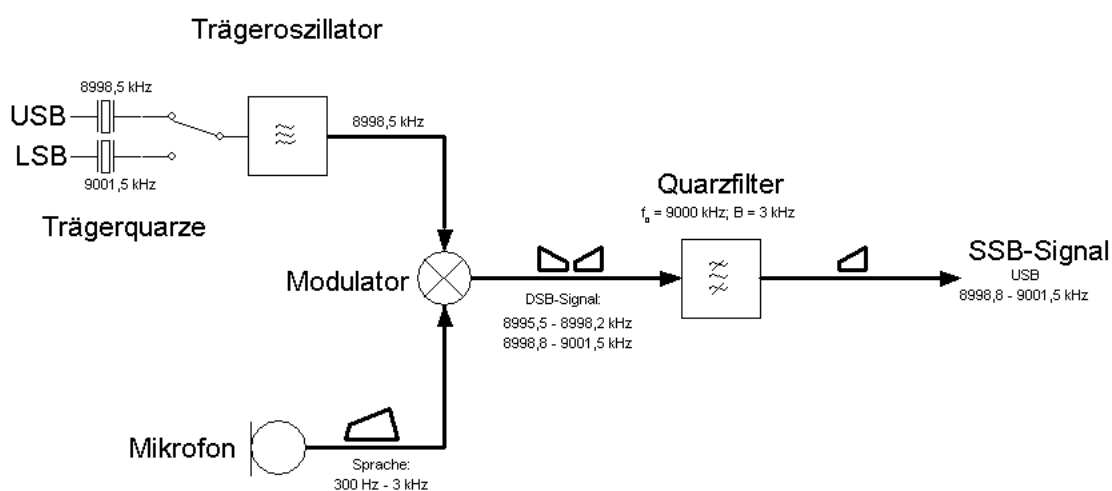 Trägeroszillator
8998,5 kHz
USB
LSB
9001,5 kHz
Trägerquarze
8998,5 kHz
Quarzfilter
fo = 9000 kHz; B = 3 kHz
Modulator
DSB-Signal:
8995,5 - 8998,2 kHz
8998,8 - 9001,5 kHz
SSB-Signal
USB
8998,8 - 9001,5 kHz
Mikrofon
Sprache:
300 Hz - 3 kHz